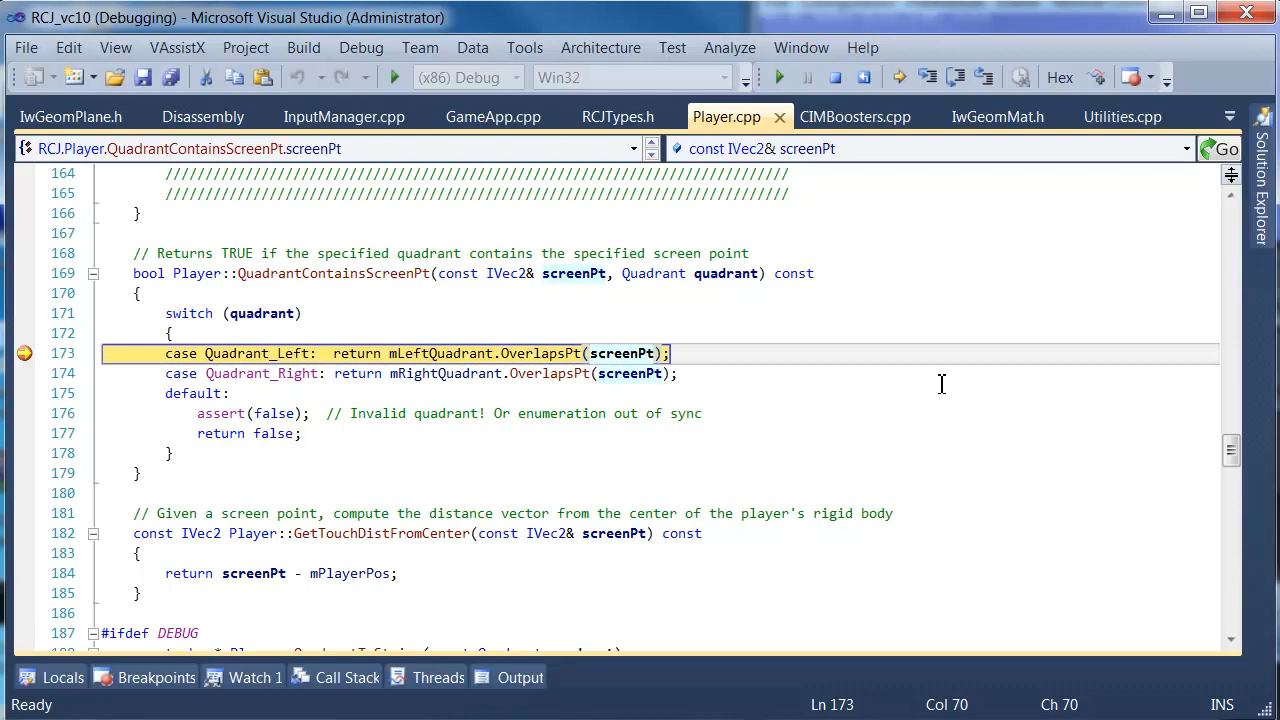 RCJ_vc10 (Debugging) - Microsoft Visual Studio (Administrator)
File Edit View VAssistX Project Build Debug Team Data Tools Architecture Test Analyze Window Help
(x86) Debug Win32 Hex
IwGeomPlane.h Disassembly InputManager.cpp GameApp.cpp RCJTypes.h Player.cpp CIMBoosters.cpp IwGeomMat.h Utilities.cpp
RCJ.Player.QuadrantContainsScreenPt.screenPt const IVec2& screenPt Go
Solution Explorer
164 //////////////////////////////////////////////////////////////////////////////
165 //////////////////////////////////////////////////////////////////////////////
166 }
167
168 // Returns TRUE if the specified quadrant contains the specified screen point
169 bool Player::QuadrantContainsScreenPt(const IVec2& screenPt, Quadrant quadrant) const
170 {
171 switch (quadrant)
172 {
173 case Quadrant_Left:  return mLeftQuadrant.OverlapsPt(screenPt);
174 case Quadrant_Right: return mRightQuadrant.OverlapsPt(screenPt);
175 default:
176 assert(false);  // Invalid quadrant! Or enumeration out of sync
177 return false;
178 }
179 }
180
181 // Given a screen point, compute the distance vector from the center of the player's rigid body
182 const IVec2 Player::GetTouchDistFromCenter(const IVec2& screenPt) const
183 {
184 return screenPt - mPlayerPos;
185 }
186
187 #ifdef DEBUG
Locals Breakpoints Watch 1 Call Stack Threads Output
Ready Ln 173 Col 70 Ch 70 INS